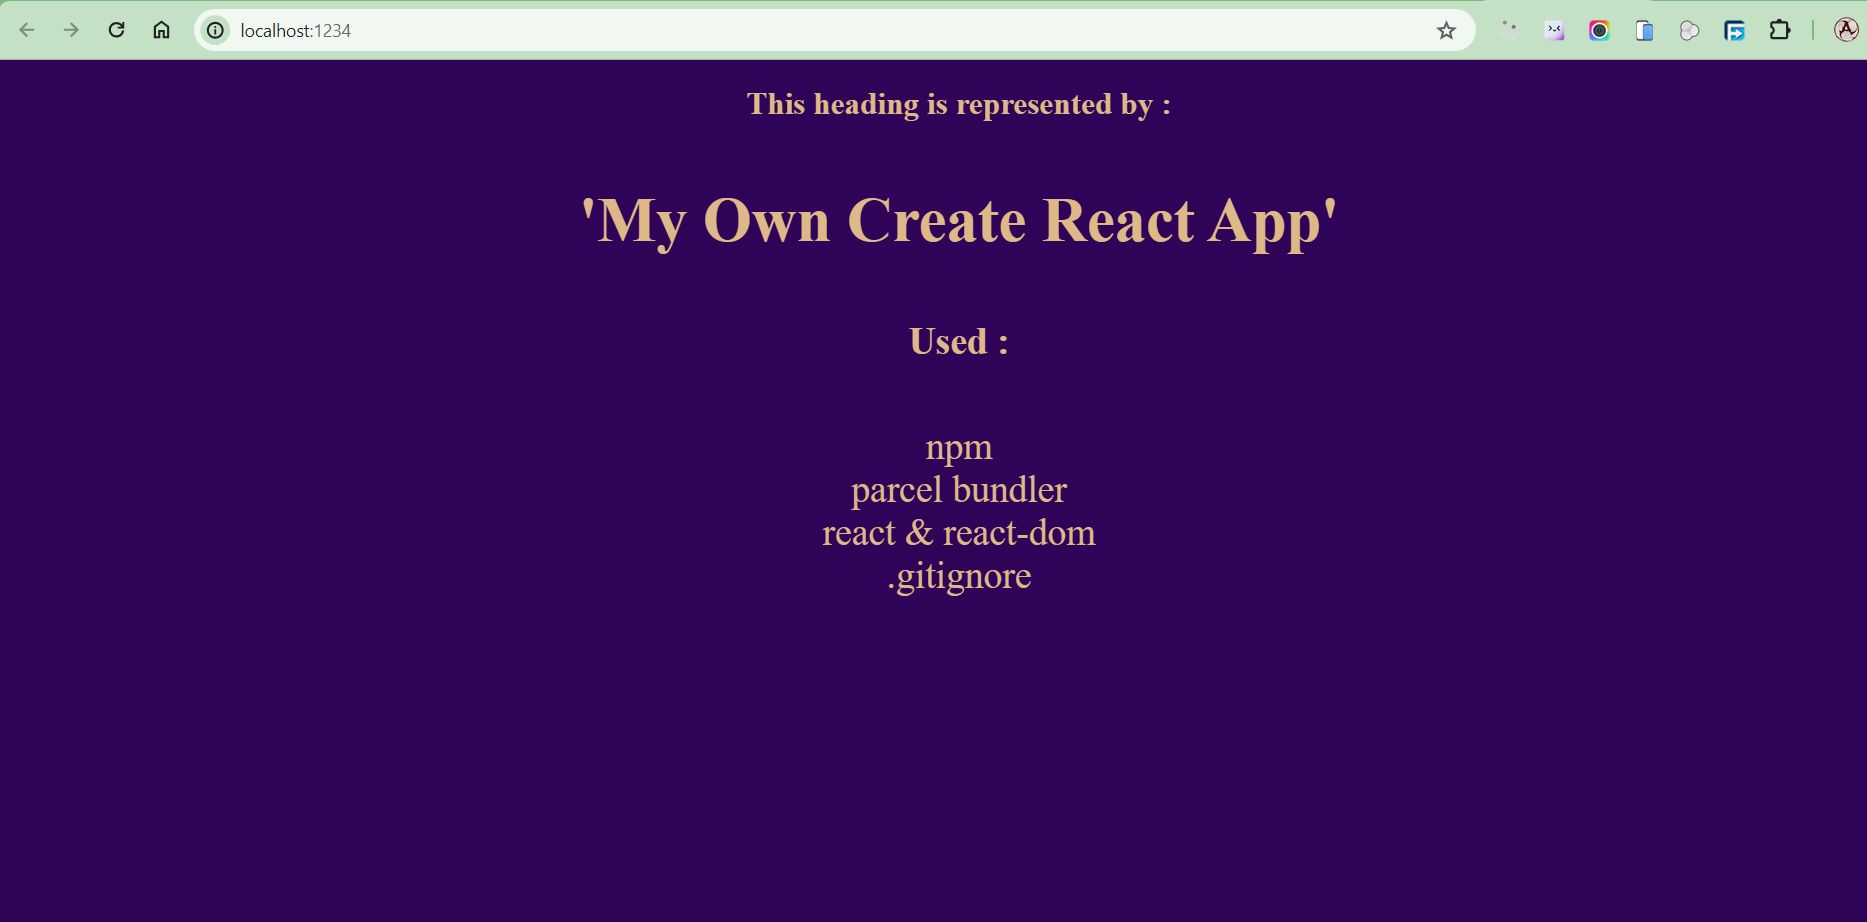 localhost:1234
This heading is represented by :
'My Own Create React App'
Used :
npm
parcel bundler
react & react-dom
.gitignore